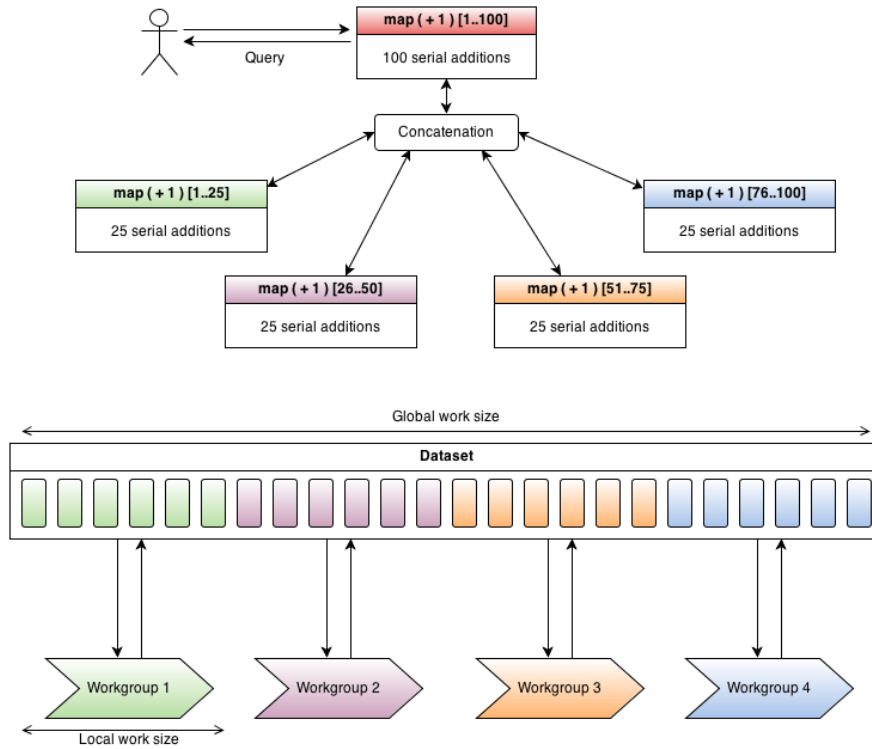 map ( + 1 ) [1..100]
100 serial additions
Query
Concatenation
map ( + 1 ) [1..25]
25 serial additions
map ( + 1 ) [76..100]
25 serial additions
map ( + 1 ) [26..50]
25 serial additions
map ( + 1 ) [51..75]
25 serial additions
Global work size
Dataset
Workgroup 1
Workgroup 2
Workgroup 3
Workgroup 4
Local work size